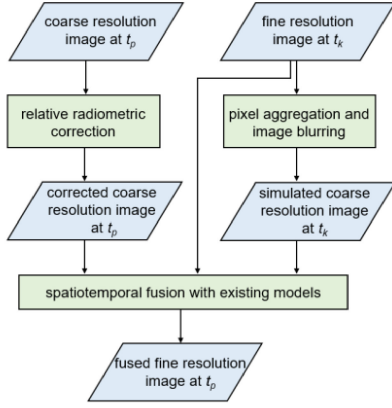 coarse resolution
image at tp
fine resolution
image at tk
relative radiometric
correction
pixel aggregation and
image blurring
corrected coarse
resolution image
at tp
simulated coarse
resolution image
at tk
spatiotemporal fusion with existing models
fused fine resolution
image at tp